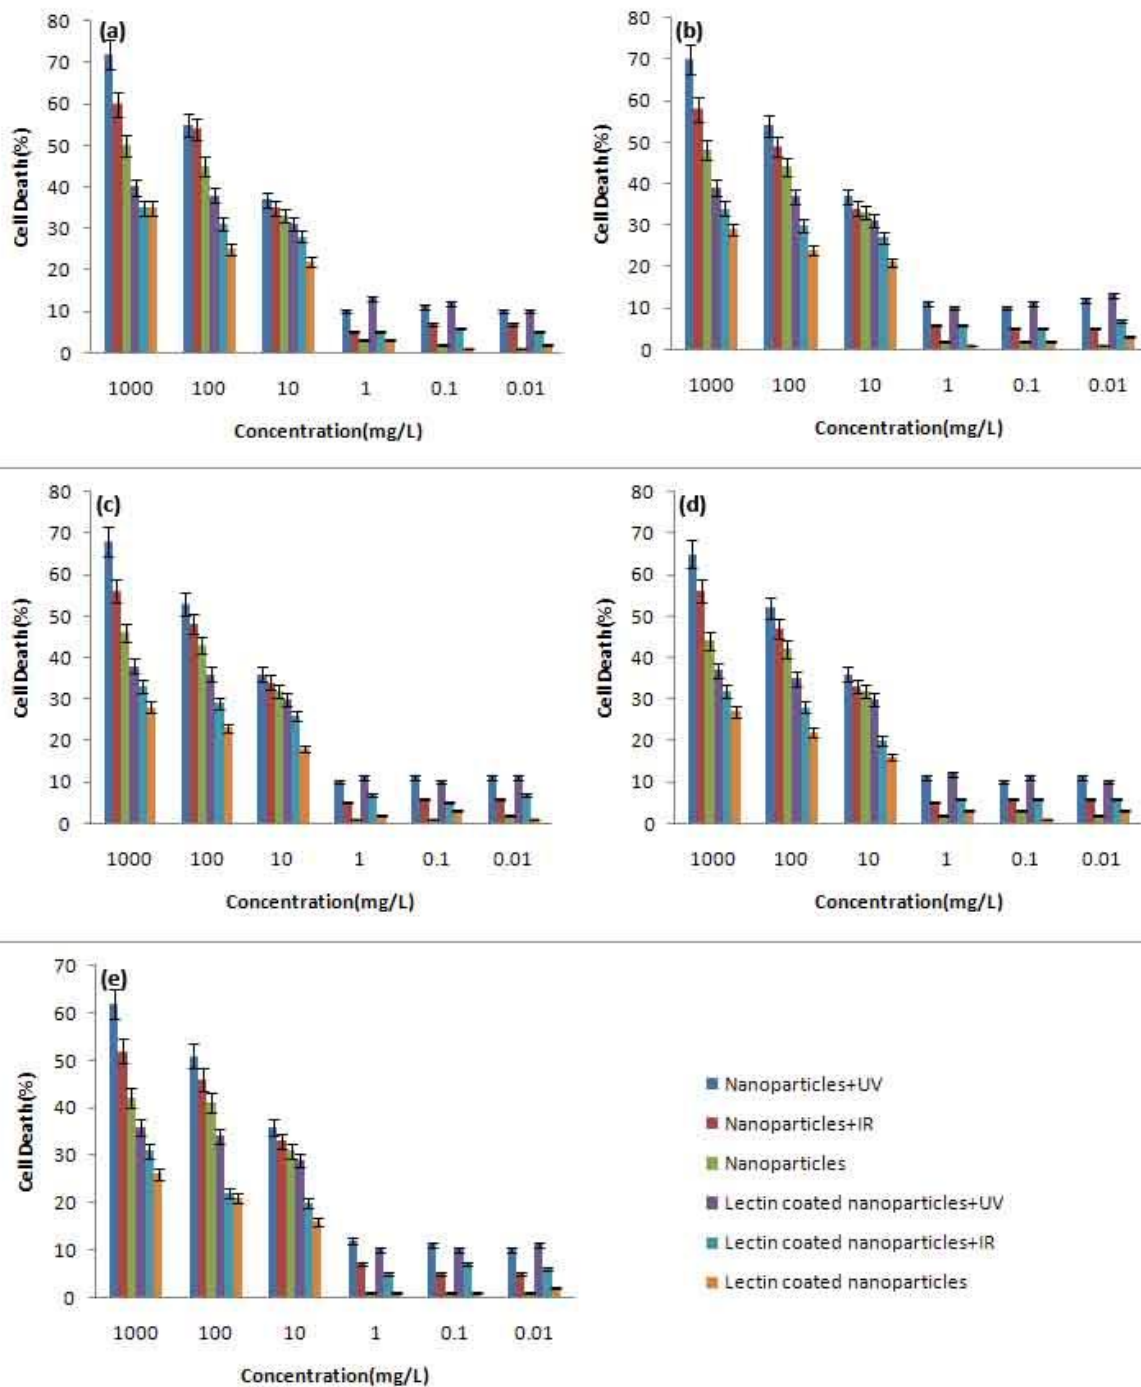 (a)
80
70
60
50
40
30
20
10
0
Cell Death(%)
1000 100 10 1 0.1 0.01
Concentration(mg/L)
(b)
80
70
60
50
40
30
20
10
0
Cell Death(%)
1000 100 10 1 0.1 0.01
Concentration(mg/L)
(c)
80
70
60
50
40
30
20
10
0
Cell Death(%)
1000 100 10 1 0.1 0.01
Concentration(mg/L)
(d)
80
70
60
50
40
30
20
10
0
Cell Death(%)
1000 100 10 1 0.1 0.01
Concentration(mg/L)
(e)
70
60
50
40
30
20
10
0
Cell Death(%)
1000 100 10 1 0.1 0.01
Concentration(mg/L)
Nanoparticles+UV
Nanoparticles+IR
Nanoparticles
Lectin coated nanoparticles+UV
Lectin coated nanoparticles+IR
Lectin coated nanoparticles